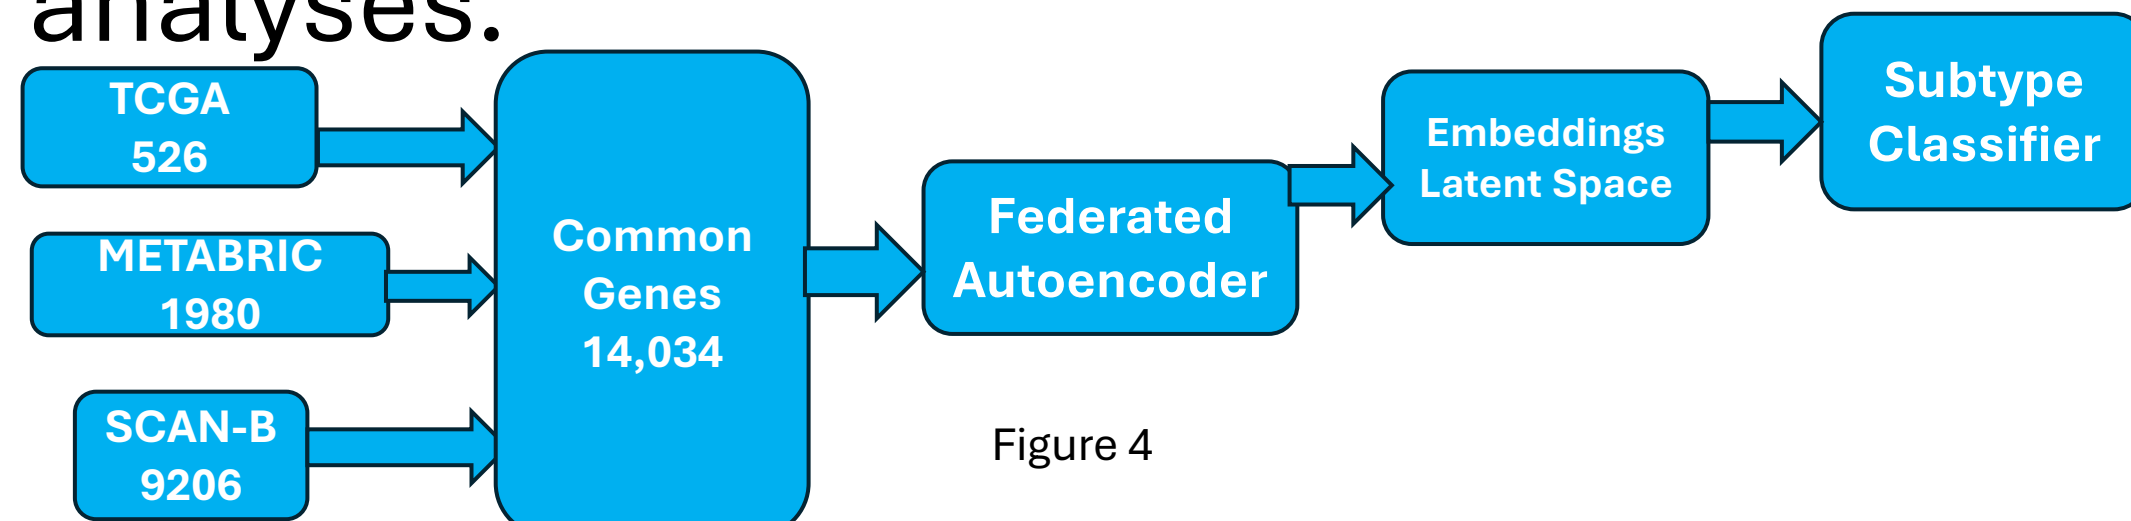 analyses.
TCGA
526
METABRIC
1980
SCAN-B
9206
Common
Genes
14,034
Federated
Autoencoder
Embeddings
Latent Space
Subtype
Classifier
Figure 4